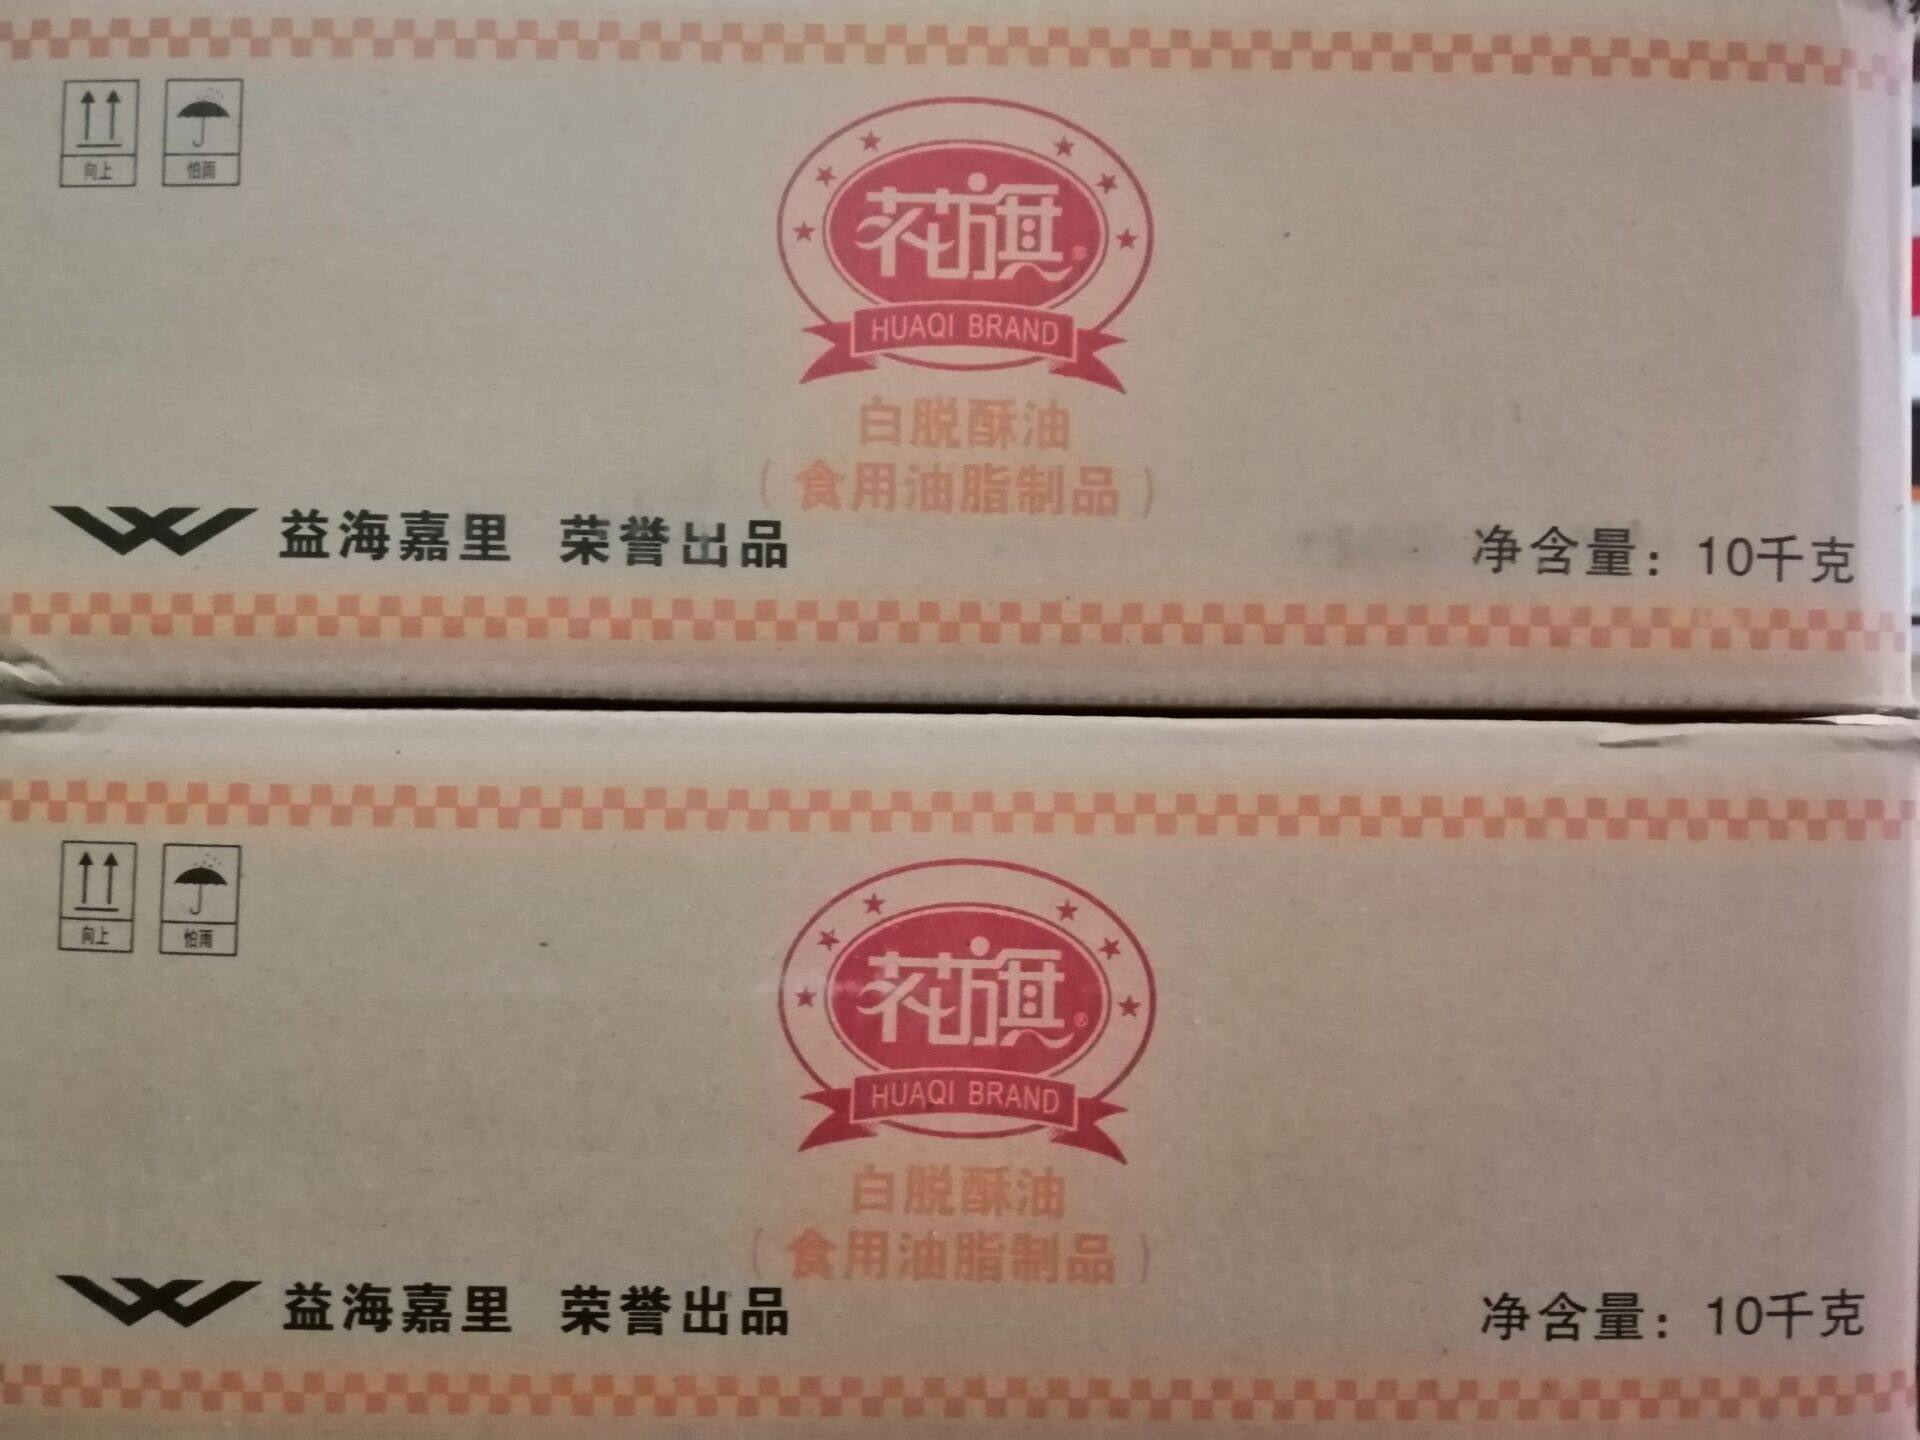 向上 怕雨
花旗®
HUAQI BRAND
白脱酥油
（食用油脂制品）
益海嘉里 荣誉出品
净含量：10千克
向上 怕雨
花旗®
HUAQI BRAND
白脱酥油
（食用油脂制品）
益海嘉里 荣誉出品
净含量：10千克